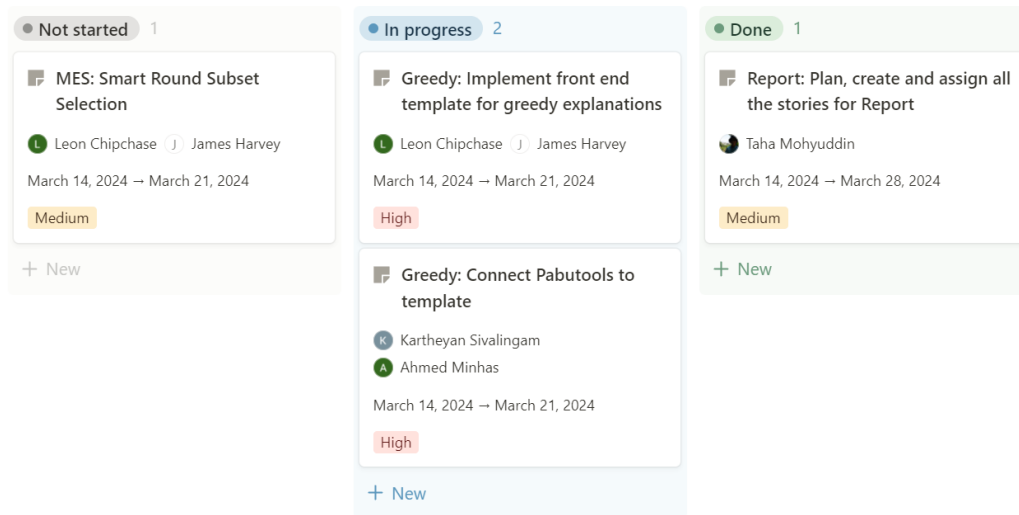 Not started 1
MES: Smart Round Subset
Selection
L Leon Chipchase J James Harvey
March 14, 2024 → March 21, 2024
Medium
+ New
In progress 2
Greedy: Implement front end
template for greedy explanations
L Leon Chipchase J James Harvey
March 14, 2024 → March 21, 2024
High
Greedy: Connect Pabutools to
template
K Kartheyan Sivalingam
A Ahmed Minhas
March 14, 2024 → March 21, 2024
High
+ New
Done 1
Report: Plan, create and assign all
the stories for Report
Taha Mohyuddin
March 14, 2024 → March 28, 2024
Medium
+ New